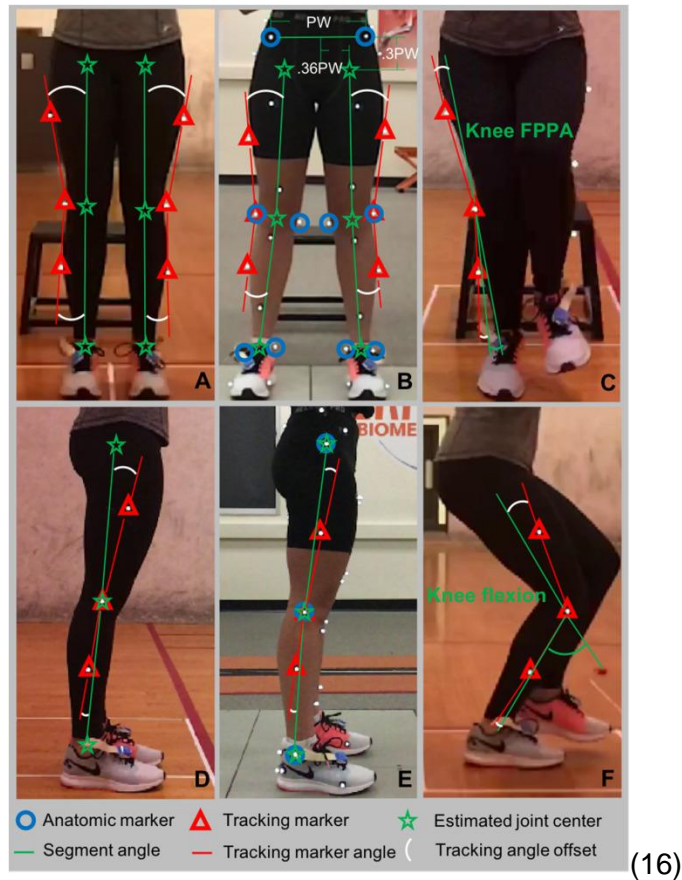 PW
.3PW
.36PW
Knee FPPA
A
B
C
BIOME
Knee flexion
D
E
F
Anatomic marker
Tracking marker
Estimated joint center
Segment angle
Tracking marker angle
Tracking angle offset
(16)